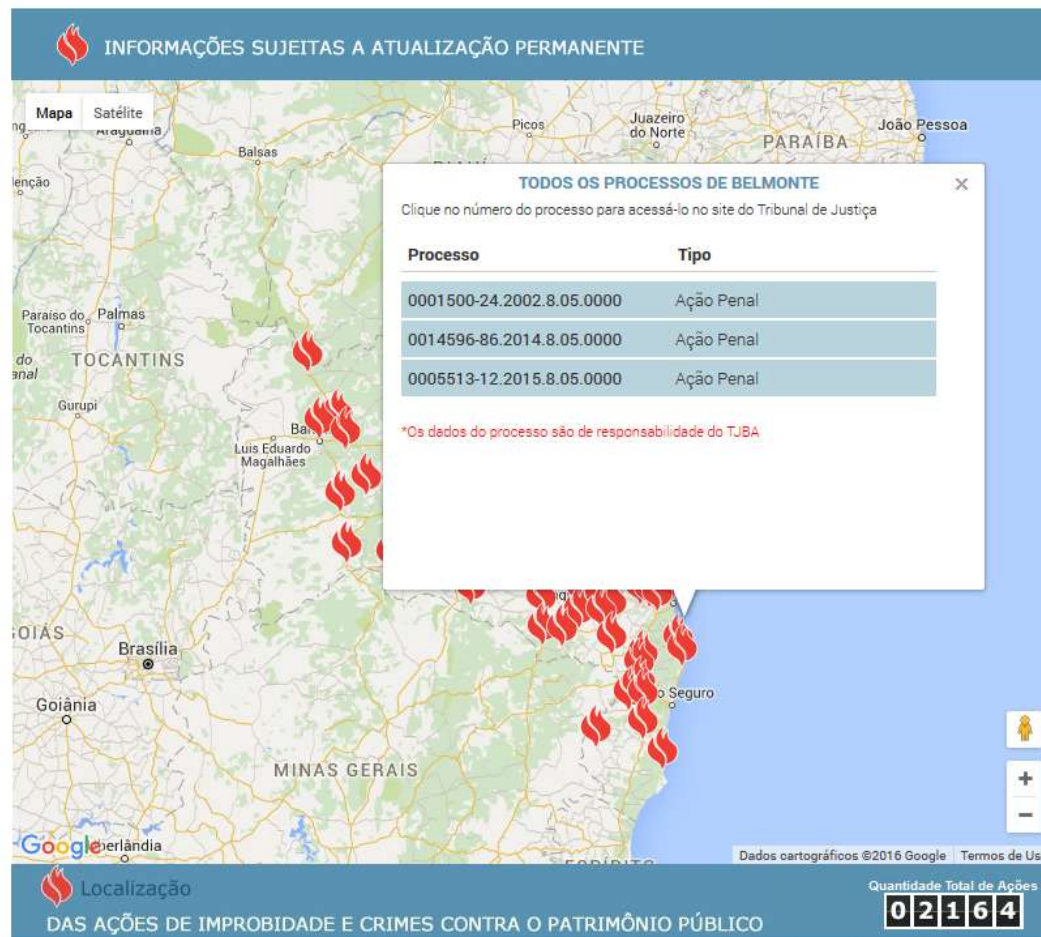 INFORMAÇÕES SUJEITAS A ATUALIZAÇÃO PERMANENTE
Mapa Satélite
Araguaína
Picos
Juazeiro
do Norte
PARAÍBA
João Pessoa
Balsas
TODOS OS PROCESSOS DE BELMONTE
×
Clique no número do processo para acessá-lo no site do Tribunal de Justiça
Processo Tipo
0001500-24.2002.8.05.0000 Ação Penal
0014596-86.2014.8.05.0000 Ação Penal
0005513-12.2015.8.05.0000 Ação Penal
*Os dados do processo são de responsabilidade do TJBA
Paraíso do
Tocantins
Palmas
TOCANTINS
Gurupi
Luis Eduardo
Magalhães
GOIÁS
Brasília
Goiânia
Seguro
MINAS GERAIS
+
−
Google
Dados cartográficos ©2016 Google Termos de Us
Localização
DAS AÇÕES DE IMPROBIDADE E CRIMES CONTRA O PATRIMÔNIO PÚBLICO
Quantidade Total de Ações
02164